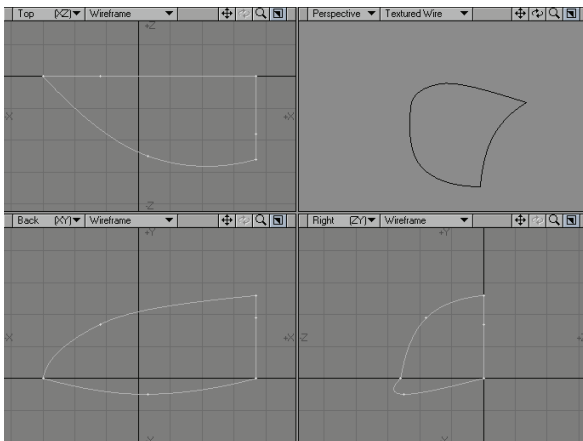 Top (XZ) Wireframe
Perspective Textured Wire
+Z
-X
+X
-Z
Back (XY) Wireframe
Right (ZY) Wireframe
+Y
+Y
-X
+X
-Z
-Y
-Y